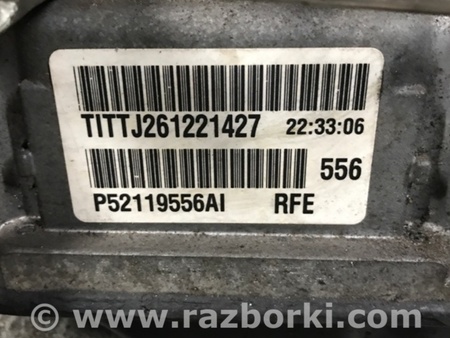 TITTJ261221427 22:33:06
556
P52119556AI RFE
© www.razborki.com